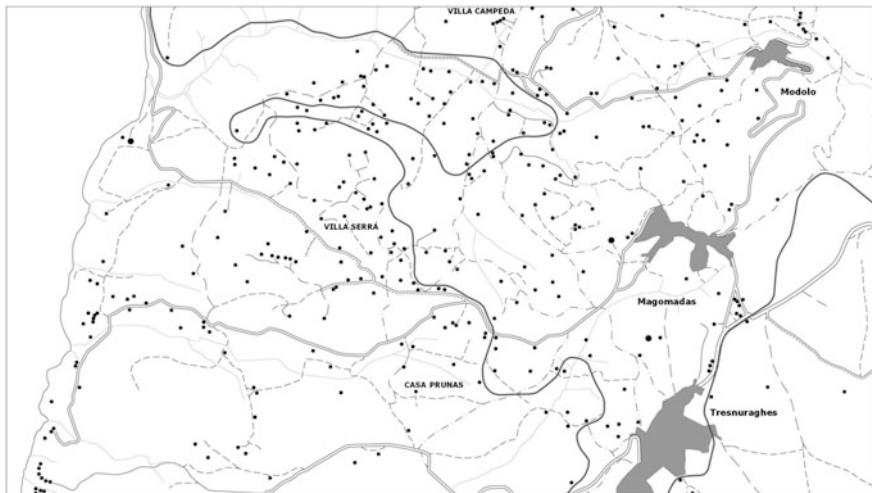 VILLA CAMPEDA
Modolo
VILLA SERRA
Magomadas
CASA PRUNAS
Tresnuraghes